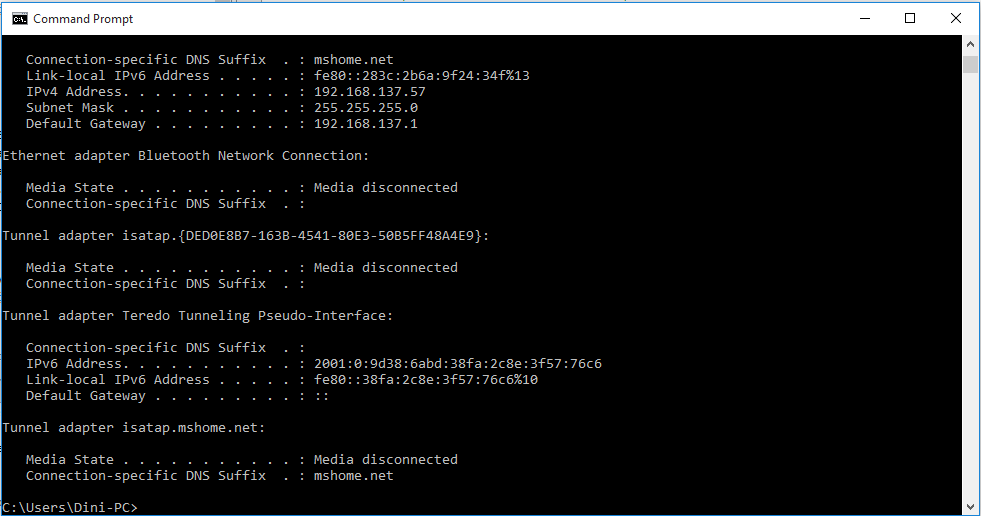 Command Prompt
Connection-specific DNS Suffix  . : mshome.net
Link-local IPv6 Address . . . . . : fe80::283c:2b6a:9f24:34f%13
IPv4 Address. . . . . . . . . . . : 192.168.137.57
Subnet Mask . . . . . . . . . . . : 255.255.255.0
Default Gateway . . . . . . . . . : 192.168.137.1
Ethernet adapter Bluetooth Network Connection:
Media State . . . . . . . . . . . : Media disconnected
Connection-specific DNS Suffix  . :
Tunnel adapter isatap.{DED0E8B7-163B-4541-80E3-50B5FF48A4E9}:
Media State . . . . . . . . . . . : Media disconnected
Connection-specific DNS Suffix  . :
Tunnel adapter Teredo Tunneling Pseudo-Interface:
Connection-specific DNS Suffix  . :
IPv6 Address. . . . . . . . . . . : 2001:0:9d38:6abd:38fa:2c8e:3f57:76c6
Link-local IPv6 Address . . . . . : fe80::38fa:2c8e:3f57:76c6%10
Default Gateway . . . . . . . . . : ::
Tunnel adapter isatap.mshome.net:
Media State . . . . . . . . . . . : Media disconnected
Connection-specific DNS Suffix  . : mshome.net
C:\Users\Dini-PC>